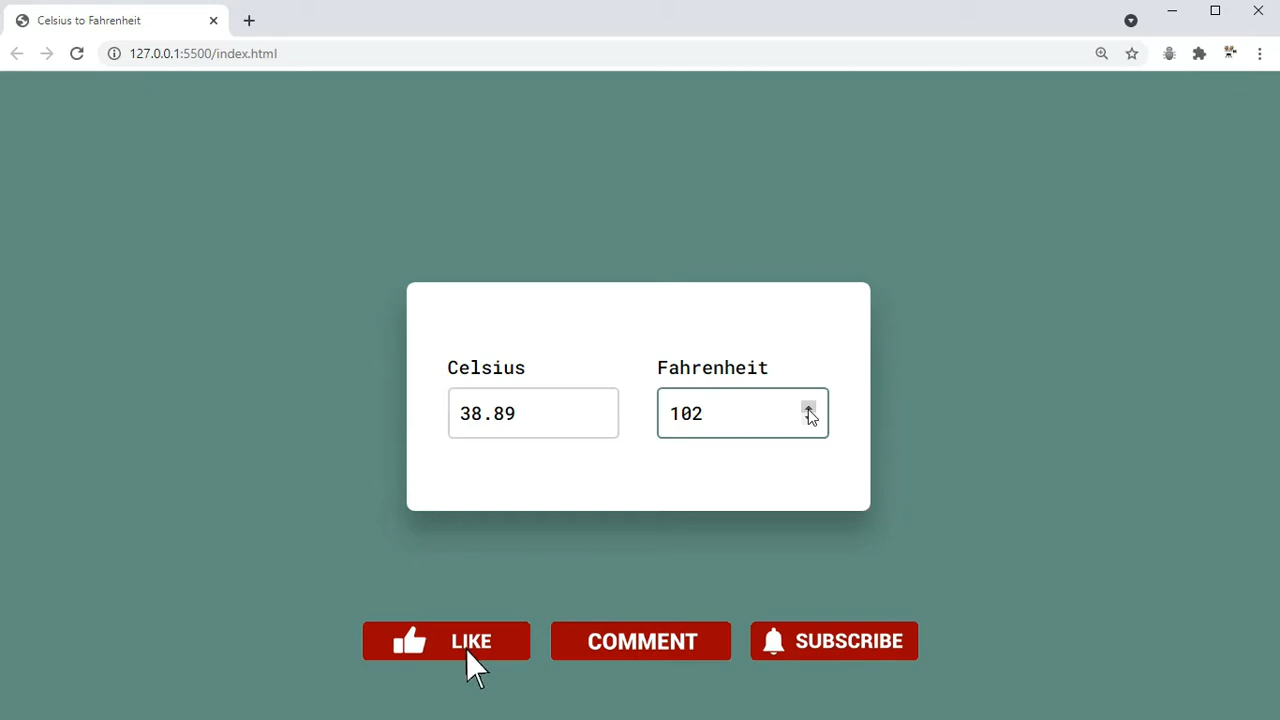 Celsius to Fahrenheit
127.0.0.1:5500/index.html
Celsius Fahrenheit
38.89 102
LIKE COMMENT SUBSCRIBE